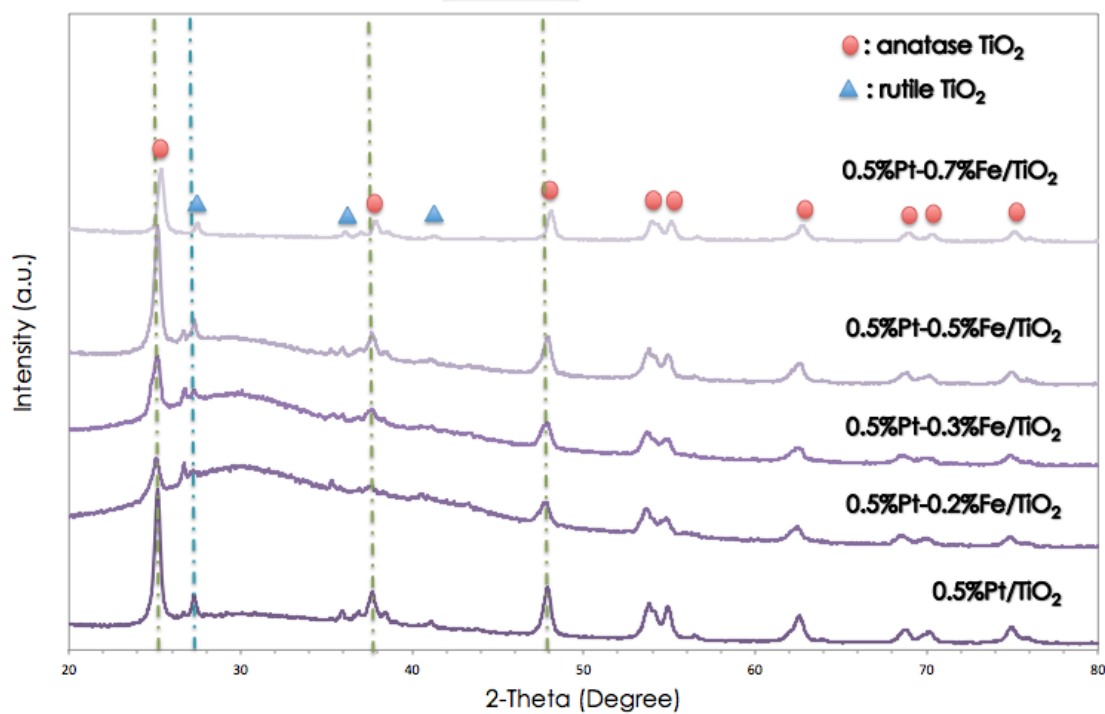 : anatase TiO₂
: rutile TiO₂
0.5%Pt-0.7%Fe/TiO₂
0.5%Pt-0.5%Fe/TiO₂
0.5%Pt-0.3%Fe/TiO₂
0.5%Pt-0.2%Fe/TiO₂
0.5%Pt/TiO₂
Intensity (a.u.)
20 30 40 50 60 70 80
2-Theta (Degree)